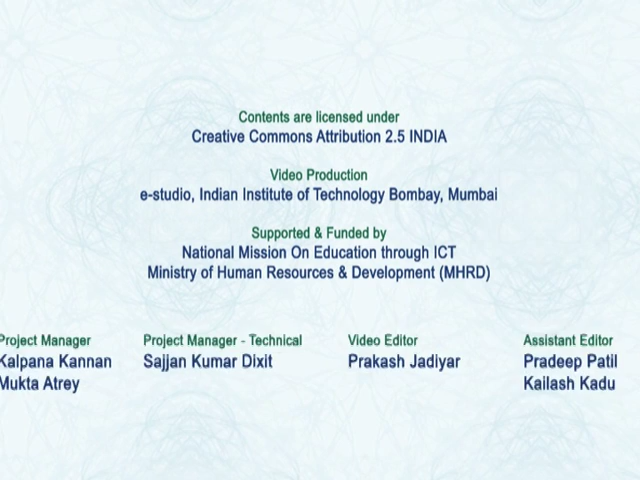 Contents are licensed under
Creative Commons Attribution 2.5 INDIA
Video Production
e-studio, Indian Institute of Technology Bombay, Mumbai
Supported & Funded by
National Mission On Education through ICT
Ministry of Human Resources & Development (MHRD)
Project Manager
Kalpana Kannan
Mukta Atrey
Project Manager - Technical
Sajjan Kumar Dixit
Video Editor
Prakash Jadiyar
Assistant Editor
Pradeep Patil
Kailash Kadu